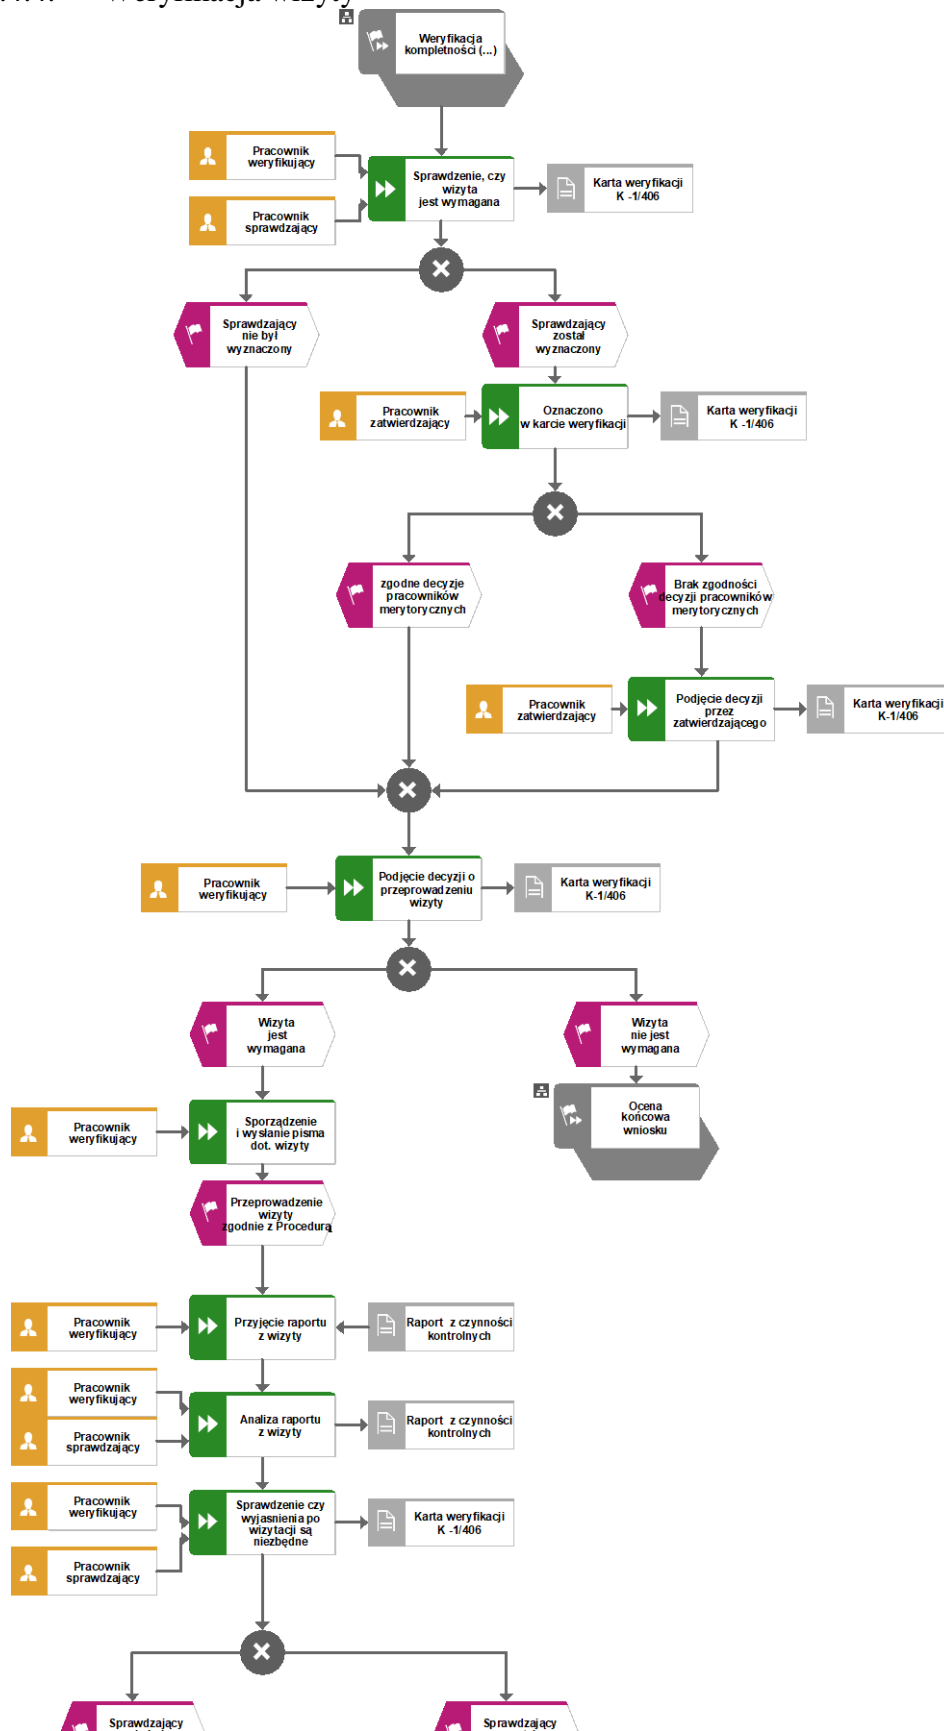 Weryfikacja wizyty
Weryfikacja
kompletności (...)
Pracownik
weryfikujący
Sprawdzenie, czy
wizyta
jest wymagana
Karta weryfikacji
K -1/406
Pracownik
sprawdzający
Sprawdzający
nie był
wyznaczony
Sprawdzający
został
wyznaczony
Pracownik
zatwierdzający
Oznaczono
w karcie weryfikacji
Karta weryfikacji
K -1/406
zgodne decyzje
pracowników
merytorycznych
Brak zgodności
decyzji pracowników
merytorycznych
Pracownik
zatwierdzający
Podjęcie decyzji
przez
zatwierdzającego
Karta weryfikacji
K-1/406
Pracownik
weryfikujący
Podjęcie decyzji o
przeprowadzeniu
wizyty
Karta weryfikacji
K-1/406
Wizyta
jest
wymagana
Wizyta
nie jest
wymagana
Pracownik
weryfikujący
Sporządzenie
i wysłanie pisma
dot. wizyty
Ocena
końcowa
wniosku
Przeprowadzenie
wizyty
zgodnie z Procedurą
Pracownik
weryfikujący
Przyjęcie raportu
z wizyty
Raport z czynności
kontrolnych
Pracownik
weryfikujący
Pracownik
sprawdzający
Analiza raportu
z wizyty
Raport z czynności
kontrolnych
Pracownik
weryfikujący
Sprawdzenie czy
wyjasnienia po
wizytacji są
niezbędne
Karta weryfikacji
K -1/406
Pracownik
sprawdzający
Sprawdzający
Sprawdzający